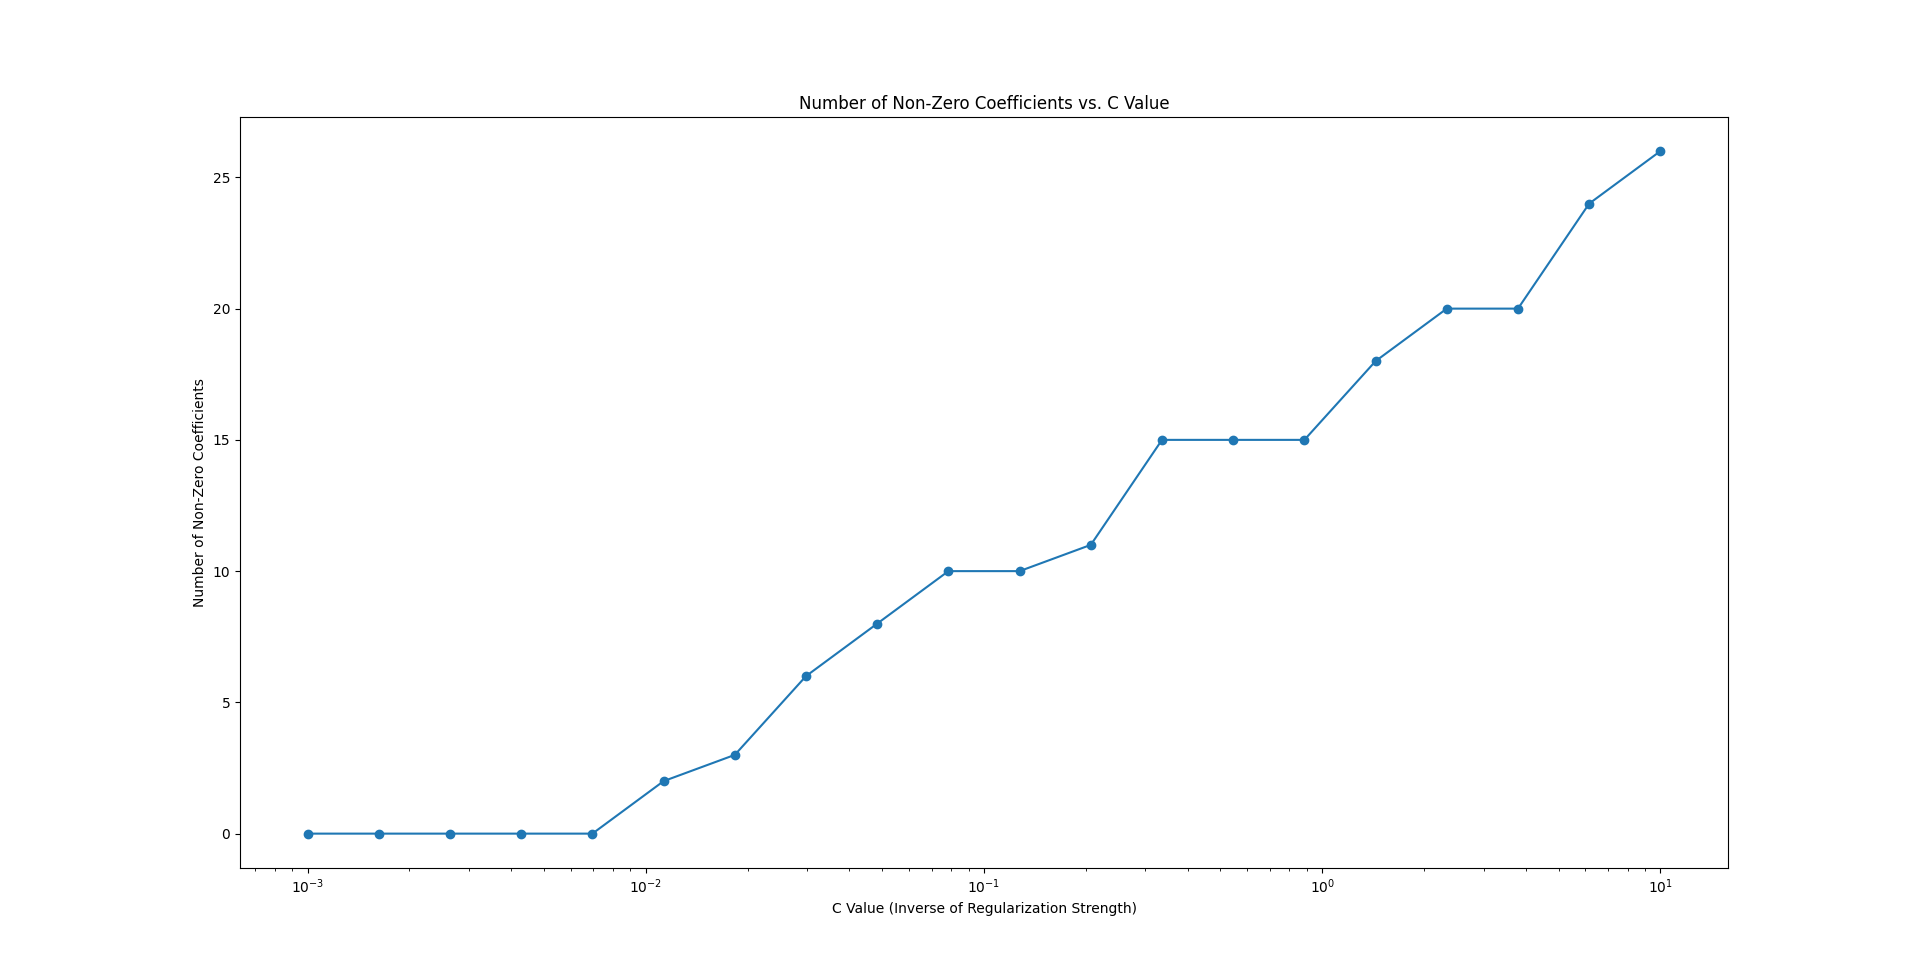 Number of Non-Zero Coefficients vs. C Value
Number of Non-Zero Coefficients
25
20
15
10
5
0
10⁻³ 10⁻² 10⁻¹ 10⁰ 10¹
C Value (Inverse of Regularization Strength)